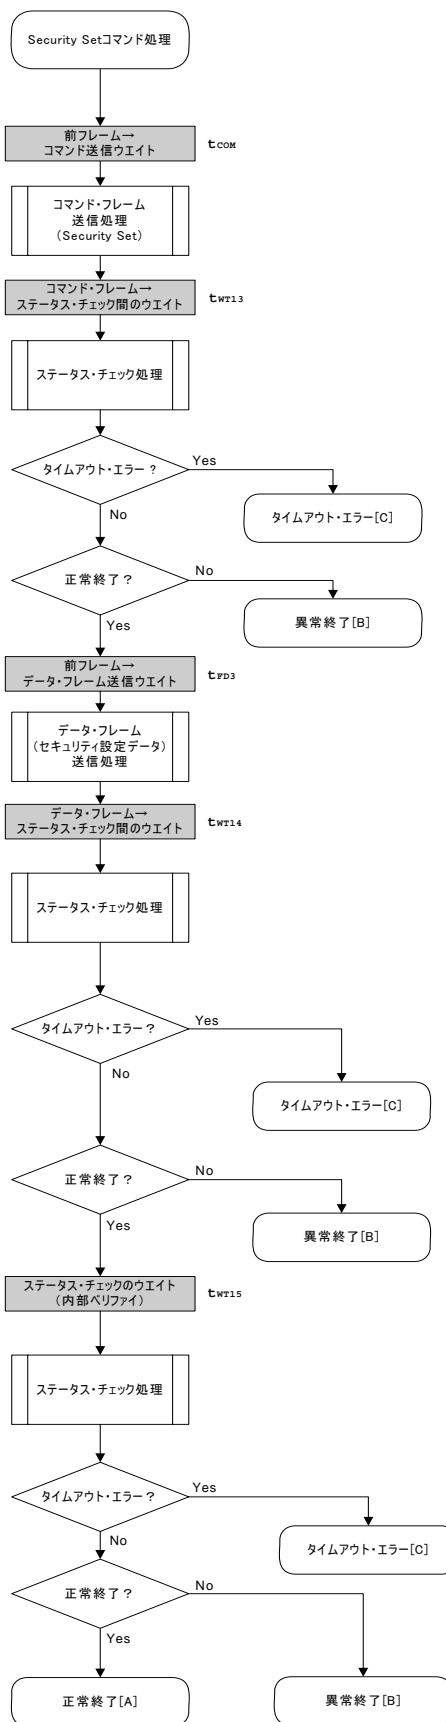 Security Setコマンド処理
前フレーム→
コマンド送信ウエイト
tCOM
コマンド・フレーム
送信処理
(Security Set)
コマンド・フレーム→
ステータス・チェック間のウエイト
tWT13
ステータス・チェック処理
タイムアウト・エラー？
Yes
タイムアウト・エラー[C]
No
正常終了？
No
異常終了[B]
Yes
前フレーム→
データ・フレーム送信ウエイト
tFD3
データ・フレーム
(セキュリティ設定データ)
送信処理
データ・フレーム→
ステータス・チェック間のウエイト
tWT14
ステータス・チェック処理
タイムアウト・エラー？
Yes
タイムアウト・エラー[C]
No
正常終了？
No
異常終了[B]
Yes
ステータス・チェックのウエイト
(内部ベリファイ)
tWT15
ステータス・チェック処理
タイムアウト・エラー？
Yes
タイムアウト・エラー[C]
No
正常終了？
No
Yes
正常終了[A]
異常終了[B]